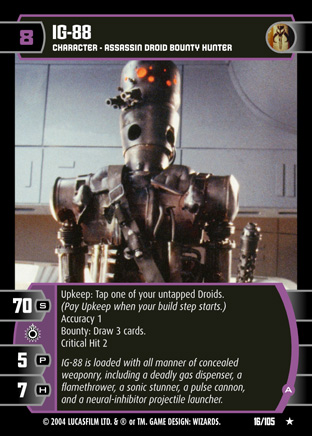 8
IG-88
CHARACTER - ASSASSIN DROID BOUNTY HUNTER
Upkeep: Tap one of your untapped Droids.
(Pay Upkeep when your build step starts.)
70 S
Accuracy 1
Bounty: Draw 3 cards.
Critical Hit 2
5 P
IG-88 is loaded with all manner of concealed
weaponry, including a deadly gas dispenser, a
flamethrower, a sonic stunner, a pulse cannon,
7 H
and a neural-inhibitor projectile launcher.
A
© 2004 LUCASFILM LTD. & ® or TM. GAME DESIGN: WIZARDS.
16/105